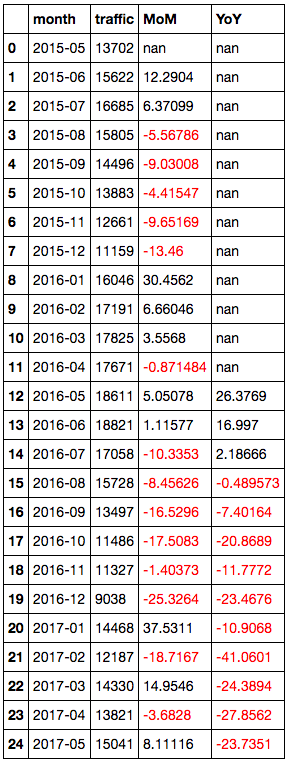 month traffic MoM YoY
0 2015-05 13702 nan nan
1 2015-06 15622 12.2904 nan
2 2015-07 16685 6.37099 nan
3 2015-08 15805 -5.56786 nan
4 2015-09 14496 -9.03008 nan
5 2015-10 13883 -4.41547 nan
6 2015-11 12661 -9.65169 nan
7 2015-12 11159 -13.46 nan
8 2016-01 16046 30.4562 nan
9 2016-02 17191 6.66046 nan
10 2016-03 17825 3.5568 nan
11 2016-04 17671 -0.871484 nan
12 2016-05 18611 5.05078 26.3769
13 2016-06 18821 1.11577 16.997
14 2016-07 17058 -10.3353 2.18666
15 2016-08 15728 -8.45626 -0.489573
16 2016-09 13497 -16.5296 -7.40164
17 2016-10 11486 -17.5083 -20.8689
18 2016-11 11327 -1.40373 -11.7772
19 2016-12 9038 -25.3264 -23.4676
20 2017-01 14468 37.5311 -10.9068
21 2017-02 12187 -18.7167 -41.0601
22 2017-03 14330 14.9546 -24.3894
23 2017-04 13821 -3.6828 -27.8562
24 2017-05 15041 8.11116 -23.7351